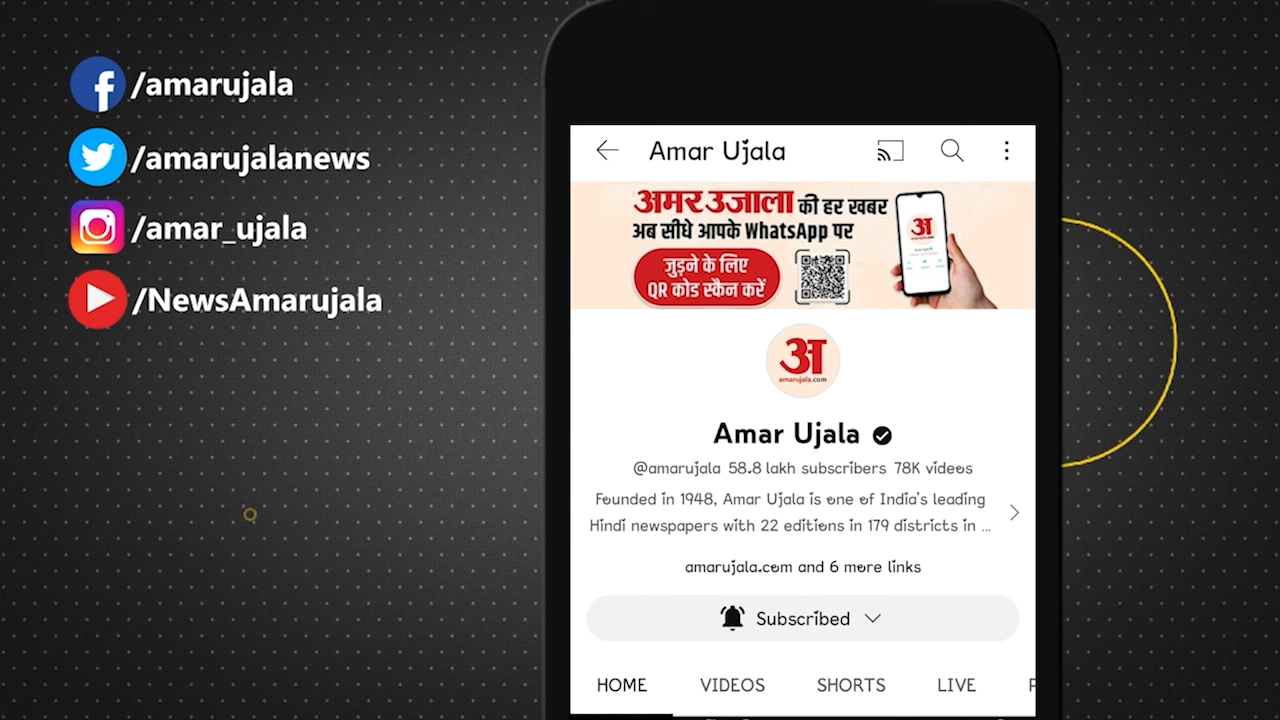 /amarujala
/amarujalanews
/amar_ujala
/NewsAmarujala
Amar Ujala
अमर उजाला की हर खबर
अब सीधे आपके WhatsApp पर
जुड़ने के लिए
QR कोड स्कैन करें
अ
अ
amarujala.com
Amar Ujala
@amarujala 58.8 lakh subscribers 78K videos
Founded in 1948, Amar Ujala is one of India's leading
Hindi newspapers with 22 editions in 179 districts in ...
amarujala.com and 6 more links
Subscribed
HOME VIDEOS SHORTS LIVE